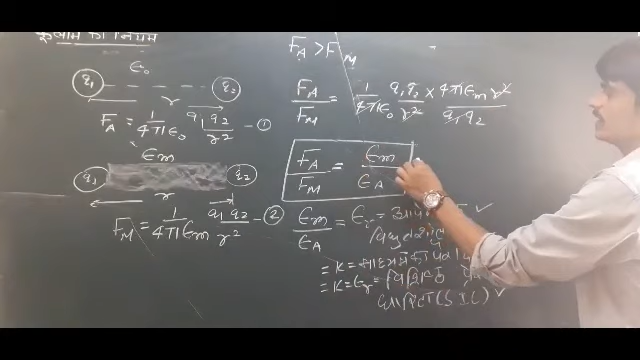 कूलाम का नियम
ϵ₀
q₁ q₂
r
F_A = 1/4πϵ₀ q₁q₂/r² — ①
ϵm
q₁ q₂
r
F_M = 1/4πϵm q₁q₂/r² — ②
F_A > F_M
F_A/F_M = 1/4πϵ₀ q₁q₂/r² × 4πϵm r²/q₁q₂
F_A/F_M = ϵm/ϵ_A
ϵm/ϵ_A = ϵr =
= K = माध्यम का
= K = ϵr = विशिष्ट
(S.I.C) ✓